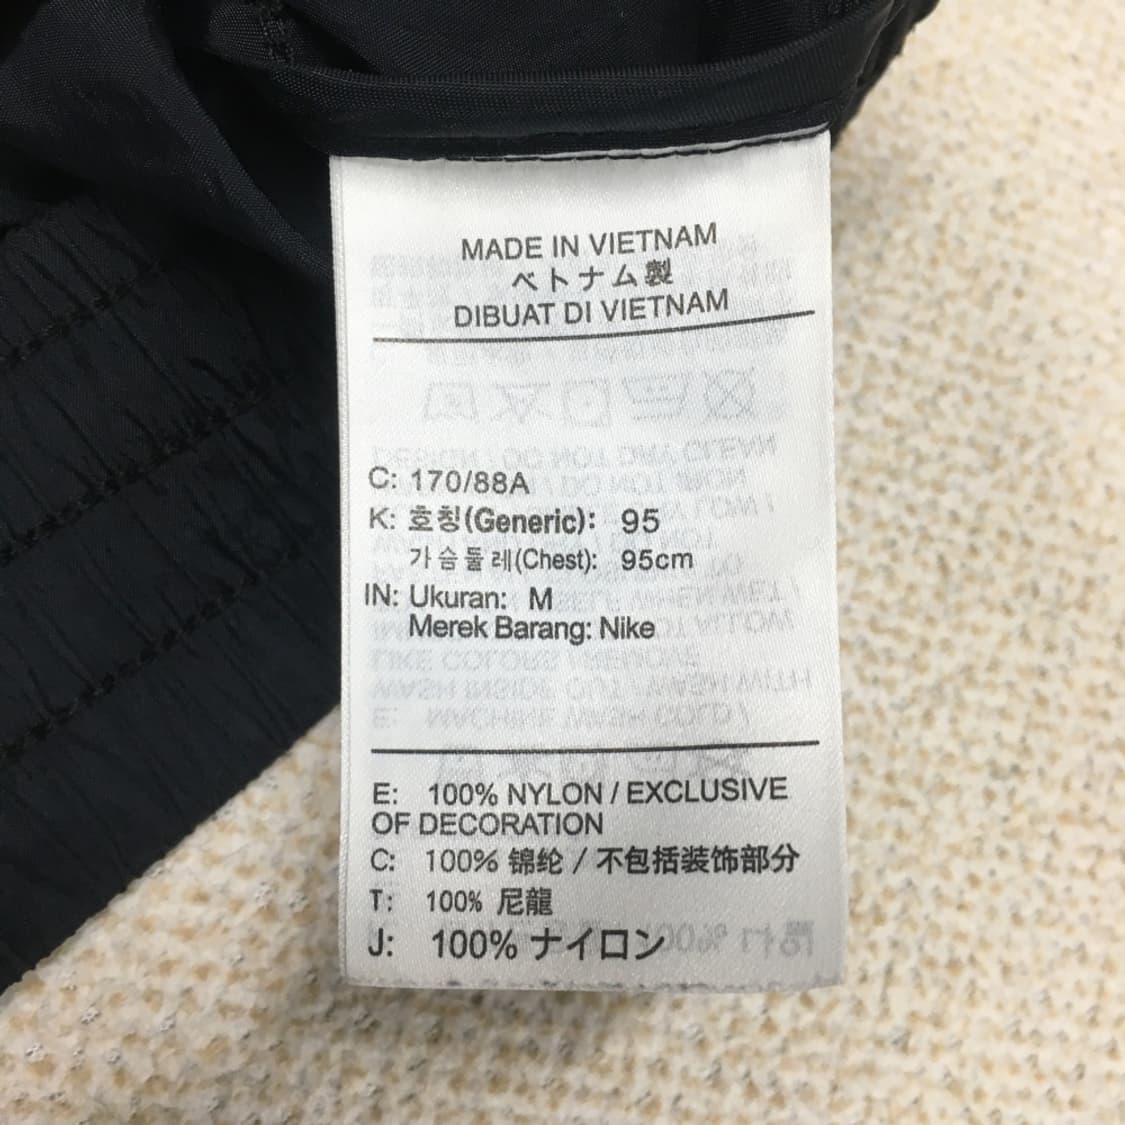 MADE IN VIETNAM
ベトナム製
DIBUAT DI VIETNAM
C: 170/88A
K: 호칭(Generic): 95
가슴둘레(Chest): 95cm
IN: Ukuran: M
Merek Barang: Nike
E: 100% NYLON / EXCLUSIVE
OF DECORATION
C: 100% 锦纶 / 不包括装饰部分
T: 100% 尼龍
J: 100% ナイロン